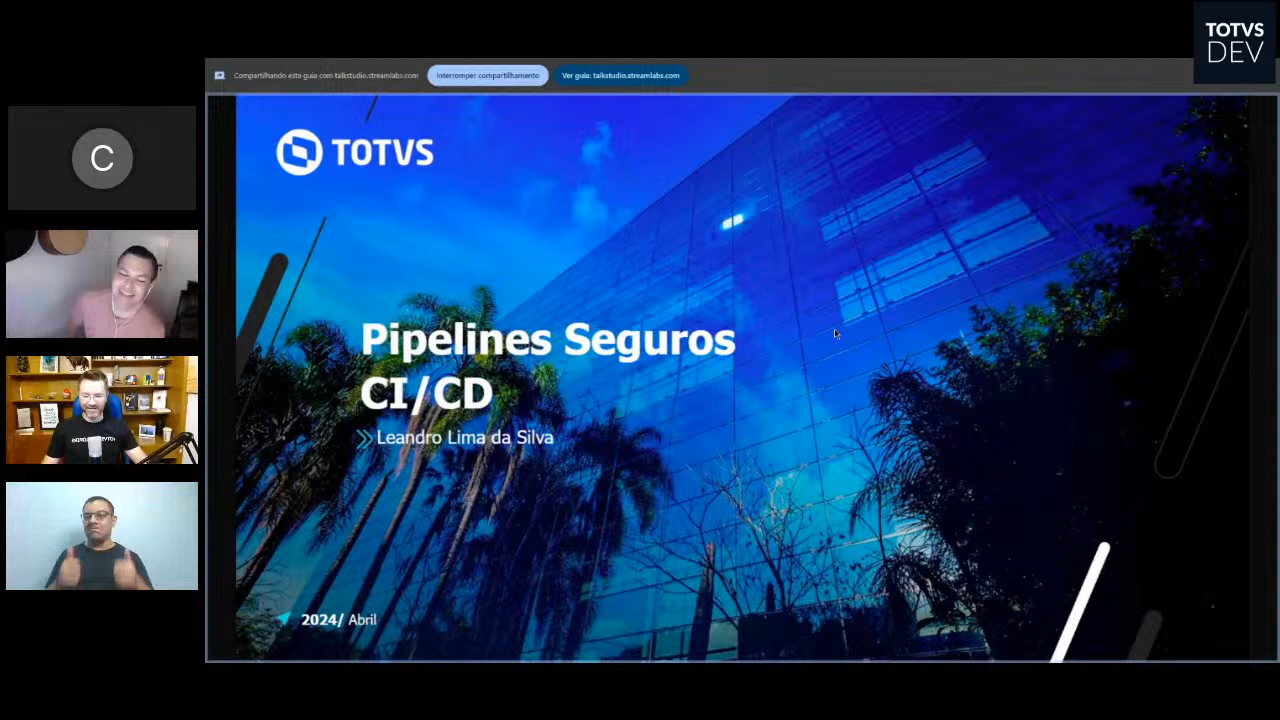 TOTVS
DEV
Compartilhando esta guia com talkstudio.streamlabs.com
Interromper compartilhamento
Ver guia: talkstudio.streamlabs.com
C
TOTVS
Pipelines Seguros
CI/CD
Leandro Lima da Silva
2024/ Abril